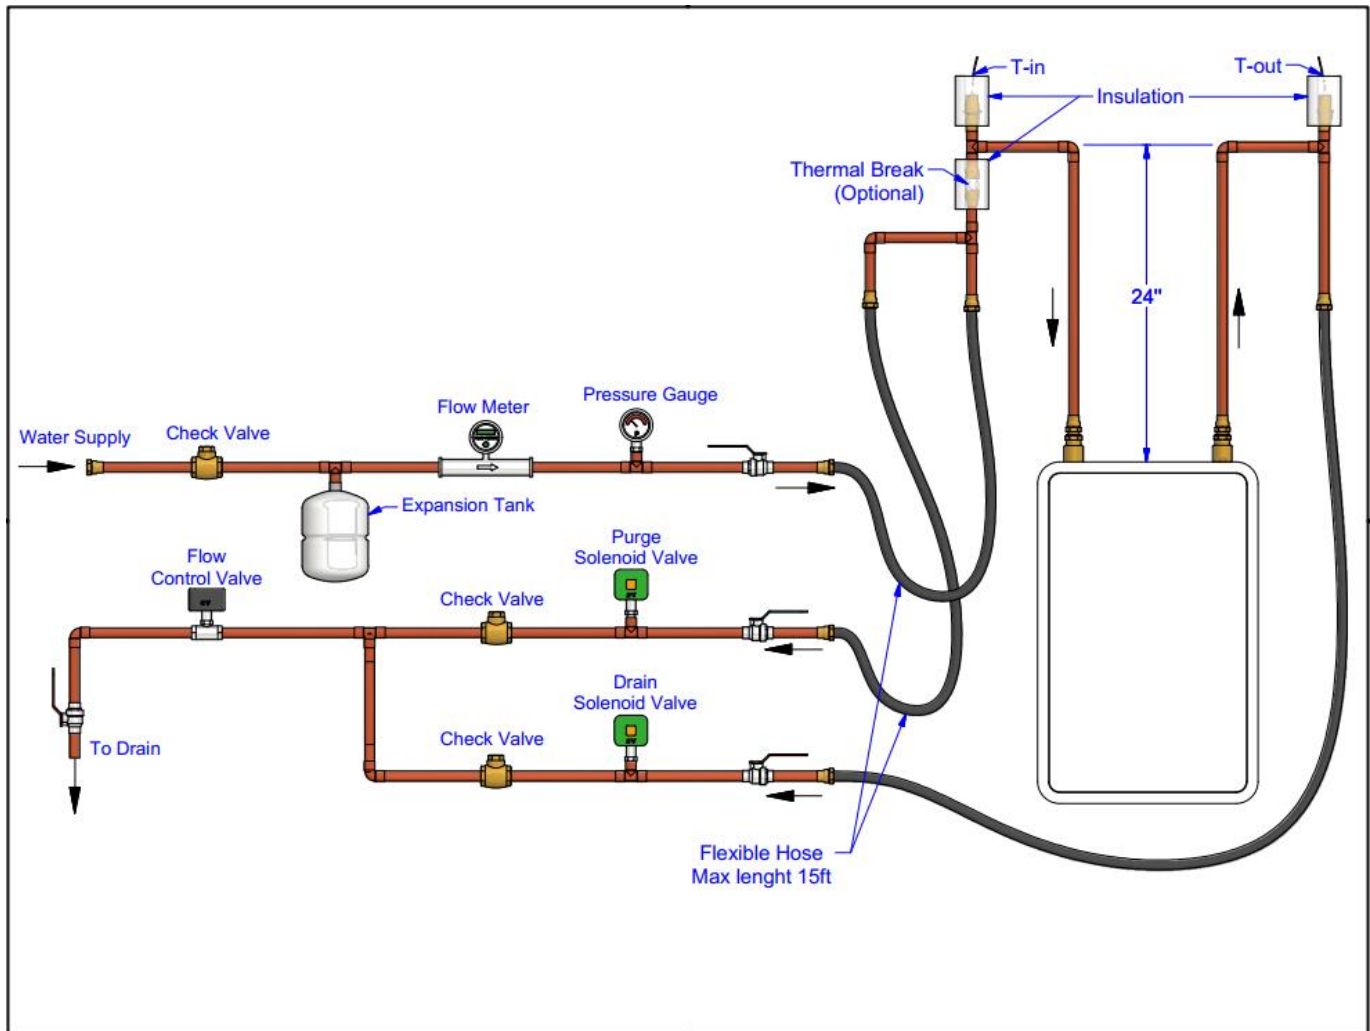 T-in
T-out
Insulation
Thermal Break
(Optional)
24"
Pressure Gauge
Flow Meter
Check Valve
Water Supply
Expansion Tank
Purge
Solenoid Valve
Flow
Control Valve
Check Valve
Drain
Solenoid Valve
Check Valve
To Drain
Flexible Hose
Max lenght 15ft